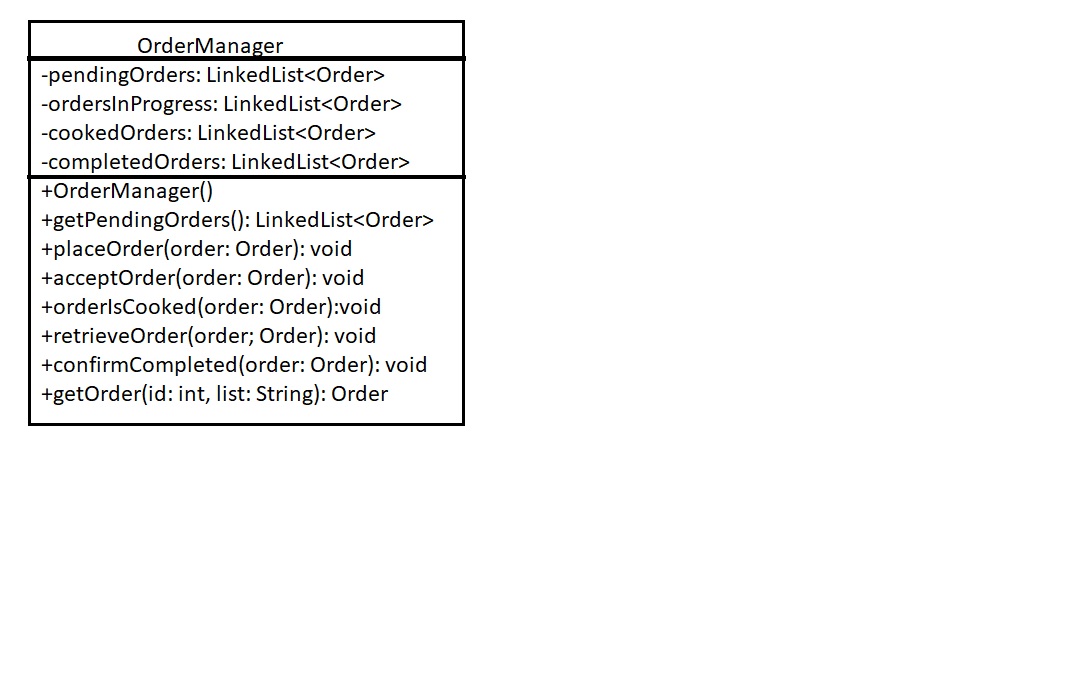 OrderManager
-pendingOrders: LinkedList<Order>
-ordersInProgress: LinkedList<Order>
-cookedOrders: LinkedList<Order>
-completedOrders: LinkedList<Order>
+OrderManager()
+getPendingOrders(): LinkedList<Order>
+placeOrder(order: Order): void
+acceptOrder(order: Order): void
+orderIsCooked(order: Order):void
+retrieveOrder(order; Order): void
+confirmCompleted(order: Order): void
+getOrder(id: int, list: String): Order